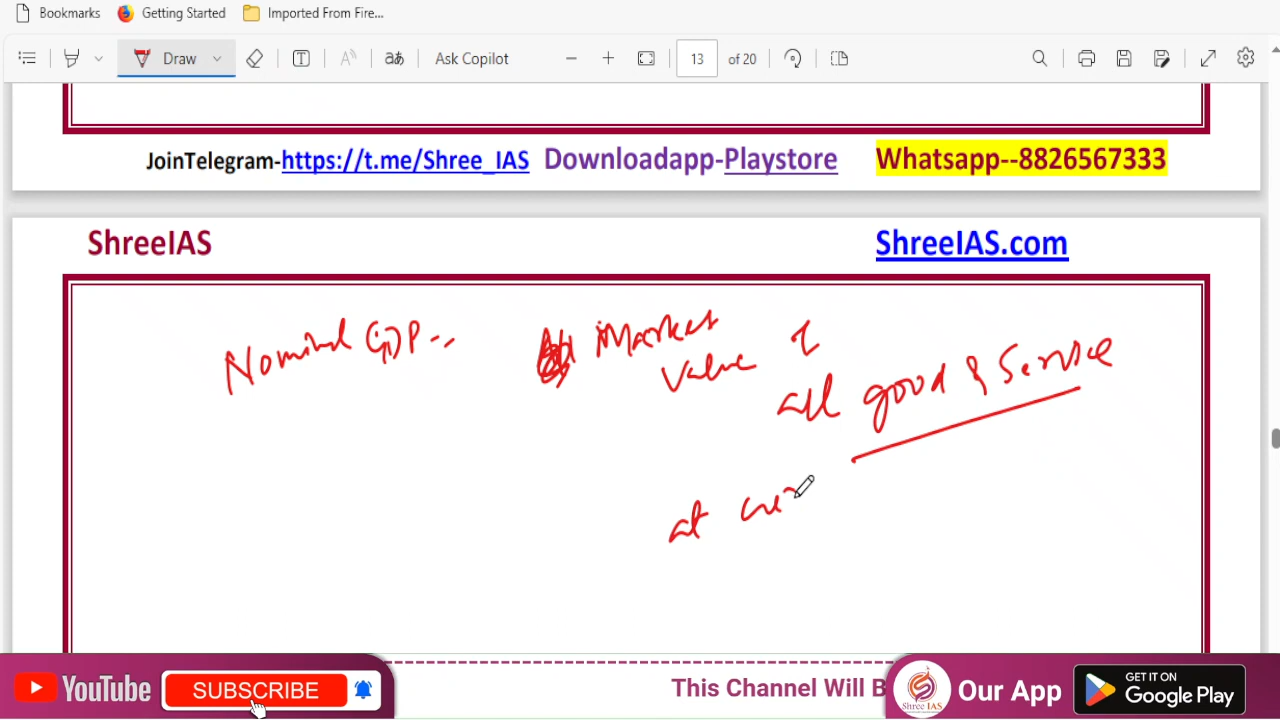 Bookmarks Getting Started Imported From Fire...
Draw Ask Copilot 13 of 20
JoinTelegram-https://t.me/Shree_IAS Downloadapp-Playstore Whatsapp--8826567333
ShreeIAS ShreeIAS.com
Nominal GDP -- Market
Value
all good & Service
at
YouTube SUBSCRIBE This Channel Will B Shree IAS Our App GET IT ON Google Play